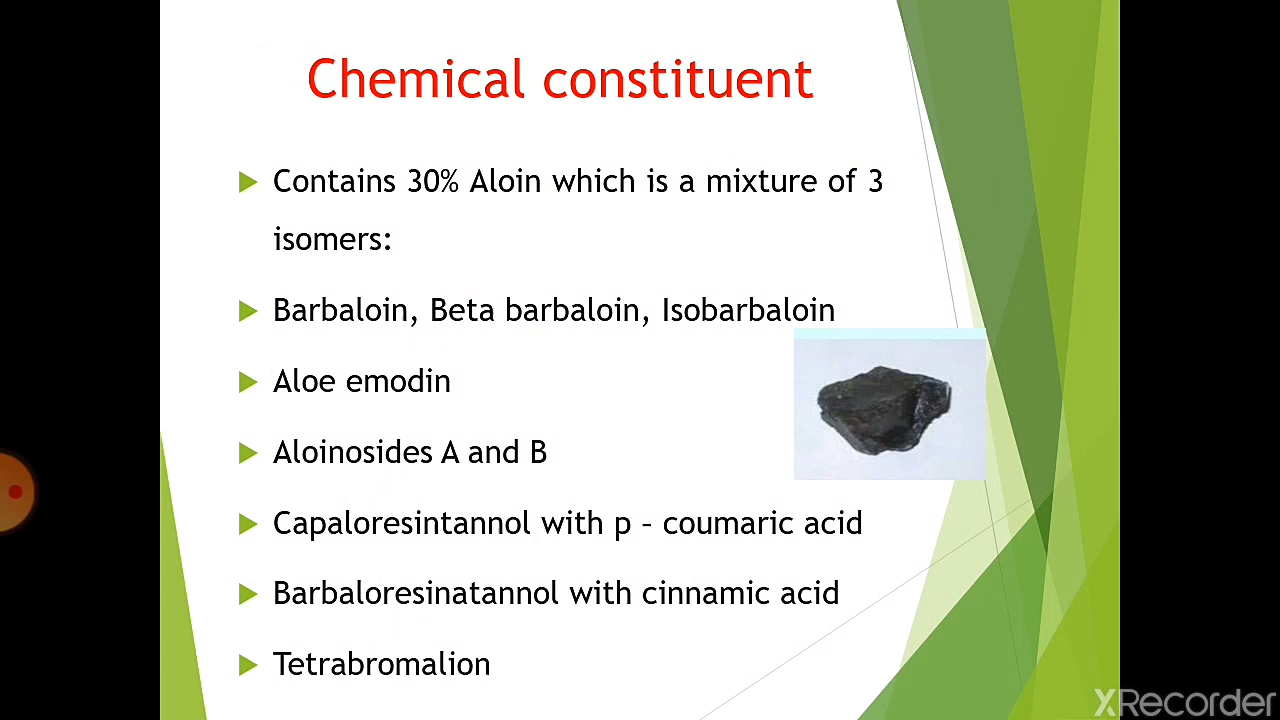 Chemical constituent
Contains 30% Aloin which is a mixture of 3
isomers:
Barbaloin, Beta barbaloin, Isobarbaloin
Aloe emodin
Aloinosides A and B
Capaloresintannol with p – coumaric acid
Barbaloresinatannol with cinnamic acid
Tetrabromalion
XRecorder